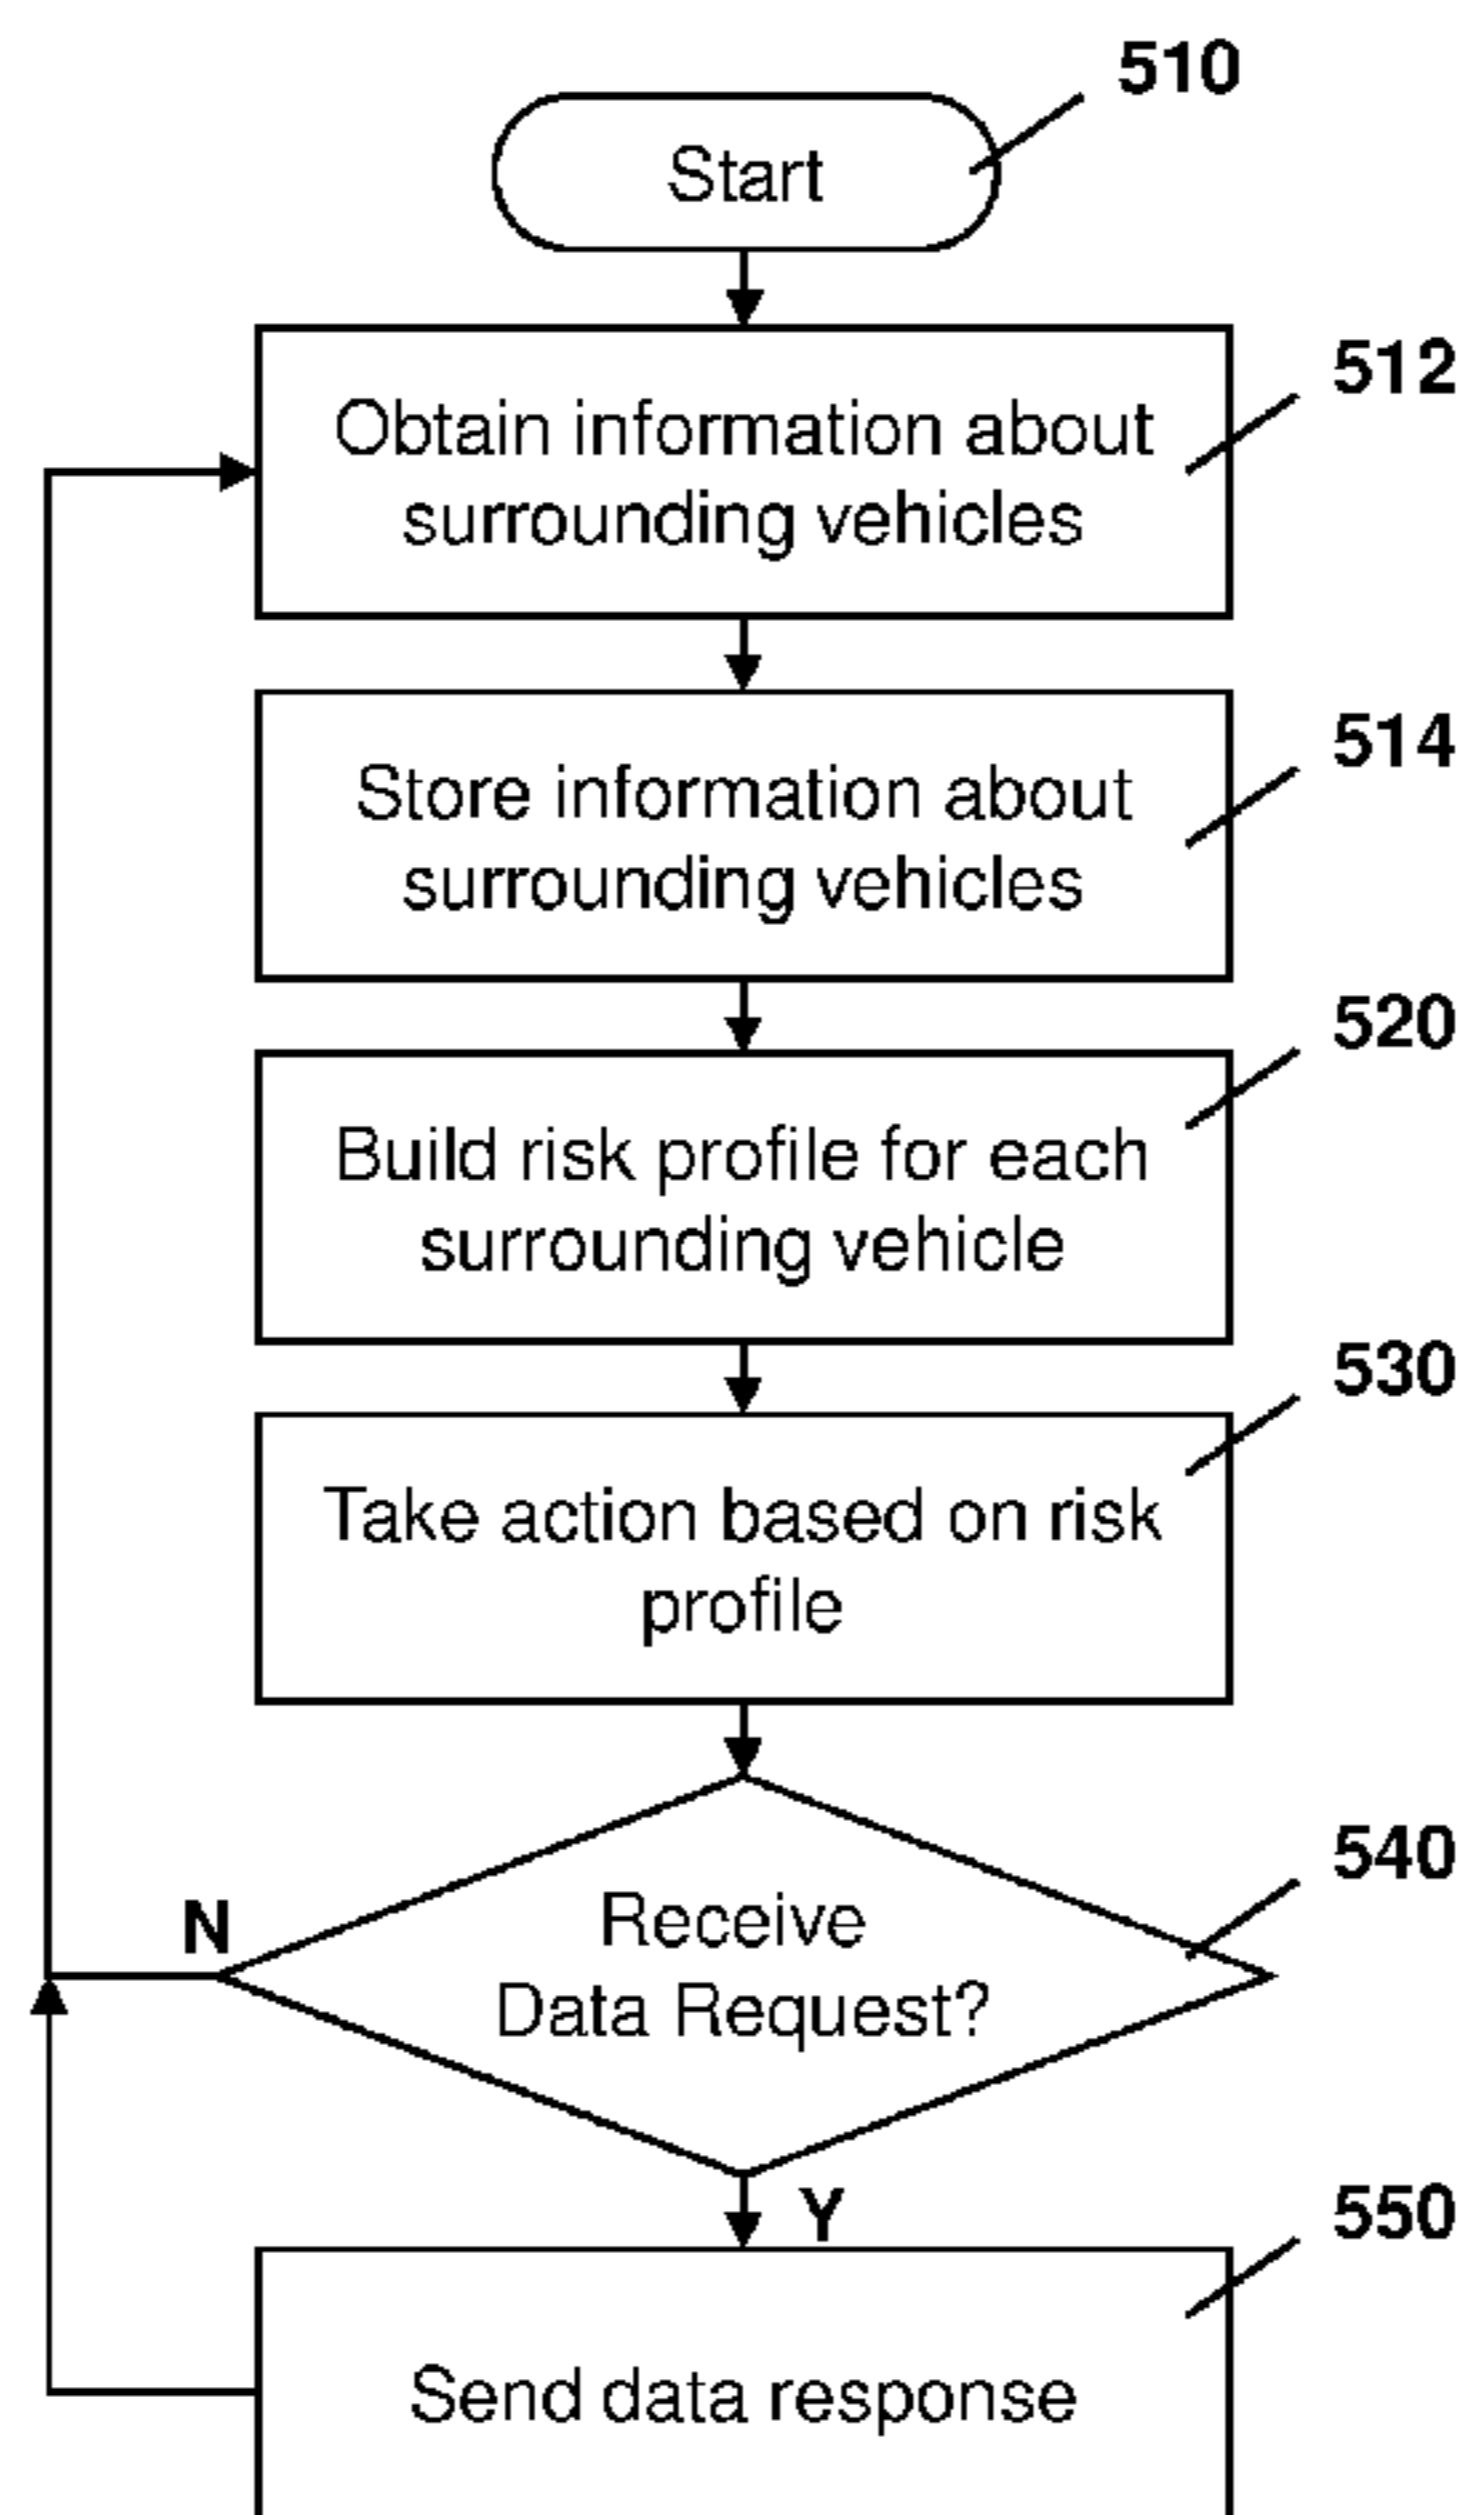 510
Start
512
Obtain information about
surrounding vehicles
514
Store information about
surrounding vehicles
520
Build risk profile for each
surrounding vehicle
530
Take action based on risk
profile
540
N
Receive
Data Request?
Y
550
Send data response